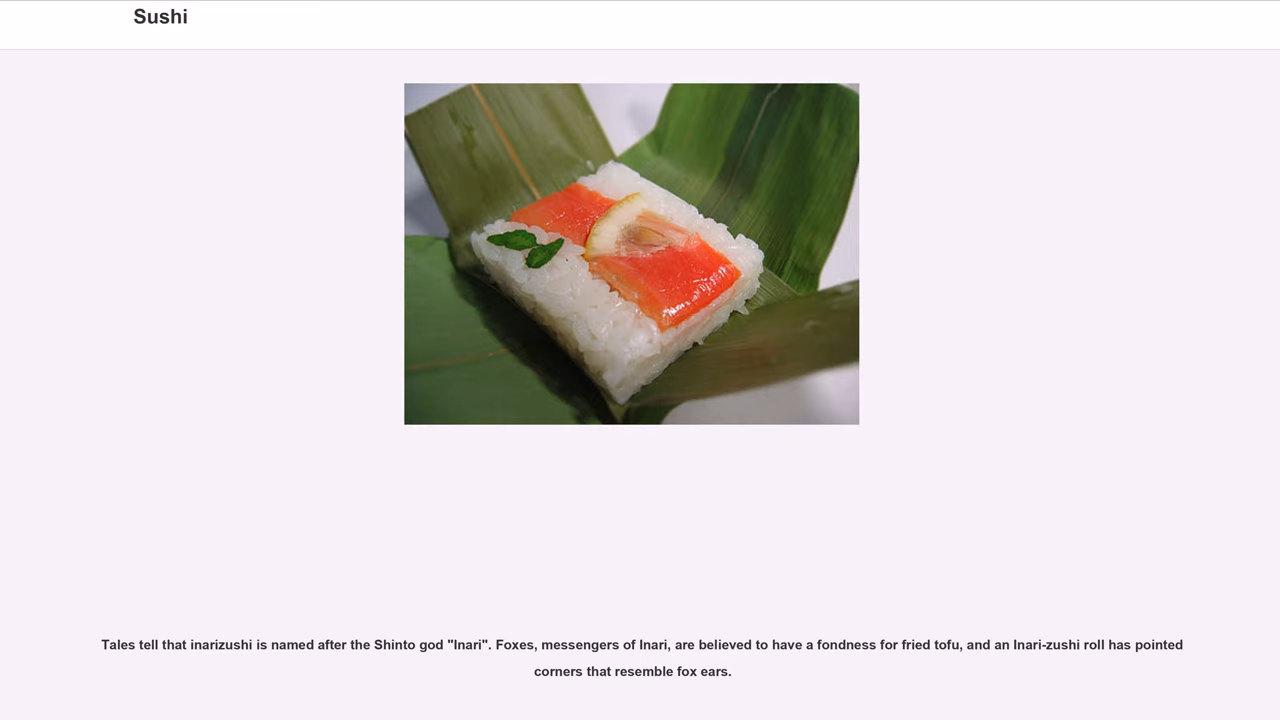 Sushi
Tales tell that inarizushi is named after the Shinto god "Inari". Foxes, messengers of Inari, are believed to have a fondness for fried tofu, and an Inari-zushi roll has pointed
corners that resemble fox ears.